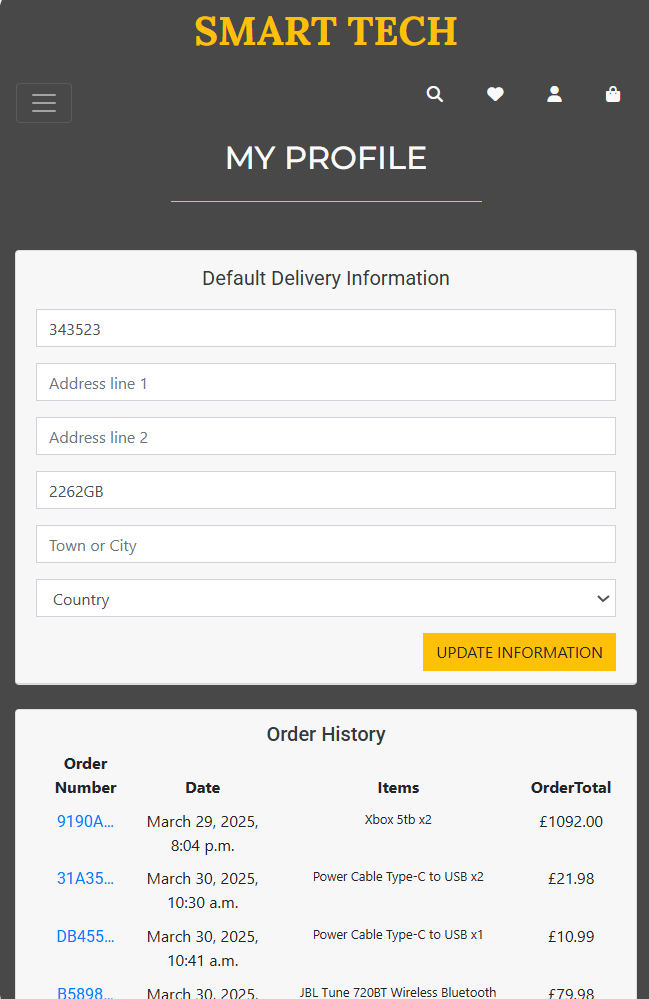 SMART TECH
MY PROFILE
Default Delivery Information
343523
Address line 1
Address line 2
2262GB
Town or City
Country
UPDATE INFORMATION
Order History
Order
Number Date Items OrderTotal
9190A... March 29, 2025, Xbox 5tb x2 £1092.00
8:04 p.m.
31A35... March 30, 2025, Power Cable Type-C to USB x2 £21.98
10:30 a.m.
DB455... March 30, 2025, Power Cable Type-C to USB x1 £10.99
10:41 a.m.
B5898... March 30, 2025, JBL Tune 720BT Wireless Bluetooth £79.98